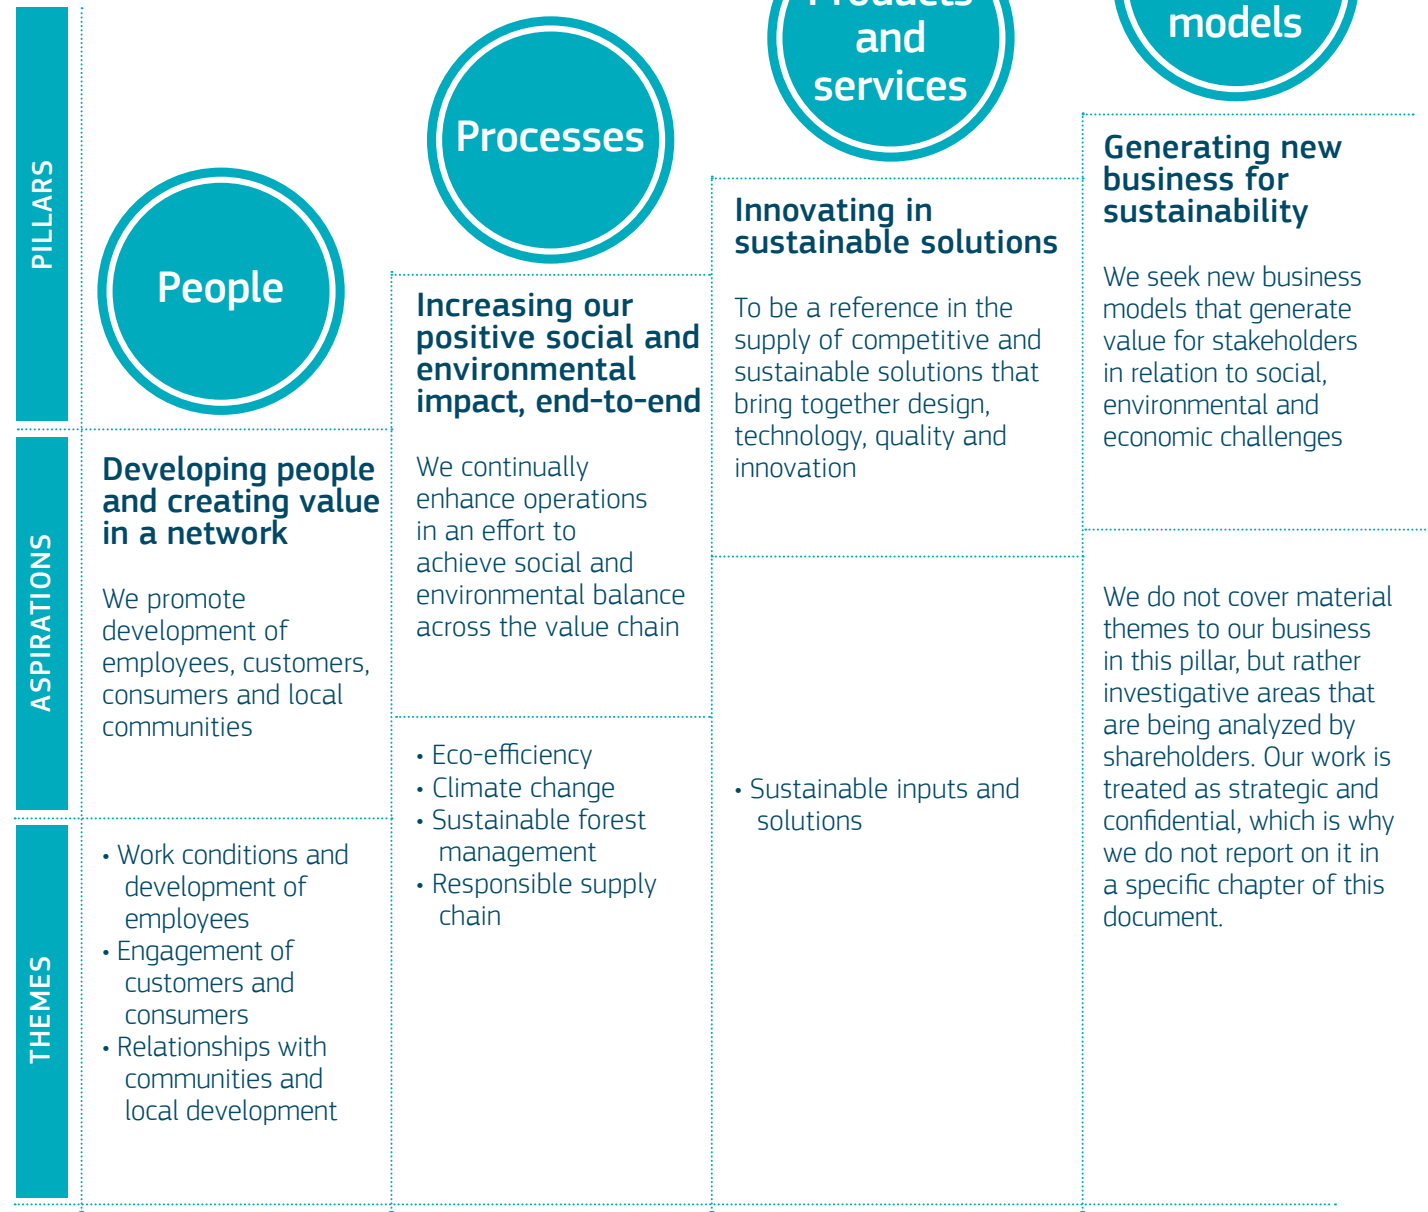 PILLARS
People
Developing people
and creating value
in a network
We promote
development of
employees, customers,
consumers and local
communities
• Work conditions and
development of
employees
• Engagement of
customers and
consumers
• Relationships with
communities and
local development
Processes
Increasing our
positive social and
environmental
impact, end-to-end
We continually
enhance operations
in an effort to
achieve social and
environmental balance
across the value chain
• Eco-efficiency
• Climate change
• Sustainable forest
management
• Responsible supply
chain
Products
and
services
Innovating in
sustainable solutions
To be a reference in the
supply of competitive and
sustainable solutions that
bring together design,
technology, quality and
innovation
• Sustainable inputs and
solutions
models
Generating new
business for
sustainability
We seek new business
models that generate
value for stakeholders
in relation to social,
environmental and
economic challenges
We do not cover material
themes to our business
in this pillar, but rather
investigative areas that
are being analyzed by
shareholders. Our work is
treated as strategic and
confidential, which is why
we do not report on it in
a specific chapter of this
document.
ASPIRATIONS
THEMES